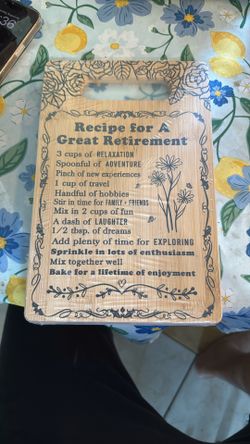 Recipe for A
Great Retirement
3 cups of RELAXATION
Spoonful of ADVENTURE
Pinch of new experiences
1 cup of travel
Handful of hobbies
Stir in time for FAMILY + FRIENDS
Mix in 2 cups of fun
A dash of LAUGHTER
1/2 tbsp. of dreams
Add plenty of time for EXPLORING
Sprinkle in lots of enthusiasm
Mix together well
Bake for a lifetime of enjoyment